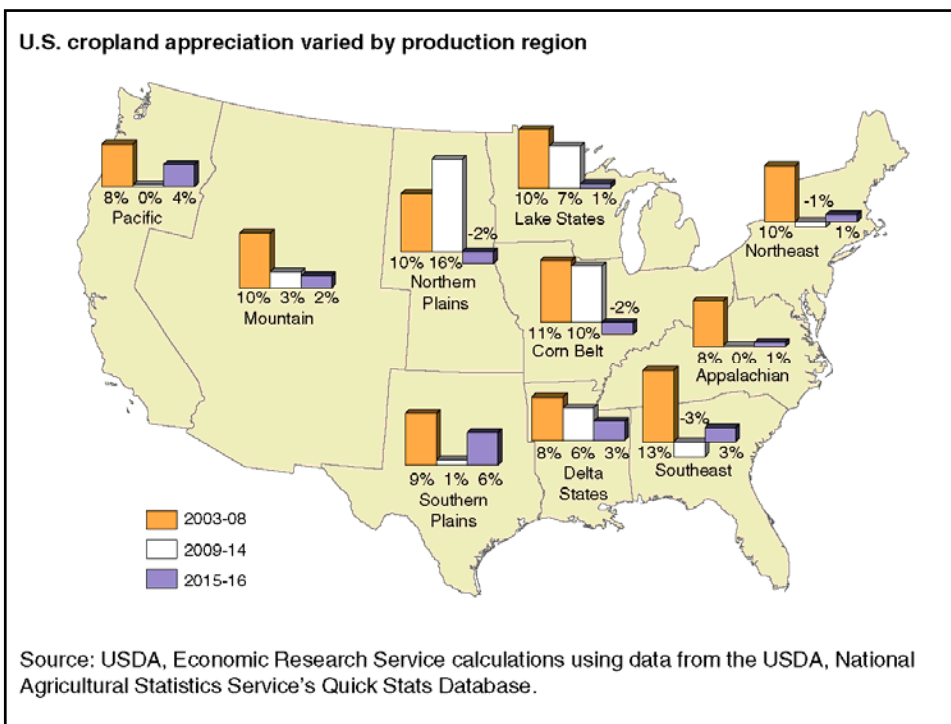 U.S. cropland appreciation varied by production region
8% 0% 4%
Pacific
10% 3% 2%
Mountain
-2%
10% 16%
Northern
Plains
10% 7% 1%
Lake States
-2%
11% 10%
Corn Belt
-1%
10% 1%
Northeast
8% 0% 1%
Appalachian
9% 1% 6%
Southern
Plains
8% 6% 3%
Delta
States
-3%
13% 3%
Southeast
2003-08
2009-14
2015-16
Source: USDA, Economic Research Service calculations using data from the USDA, National
Agricultural Statistics Service's Quick Stats Database.